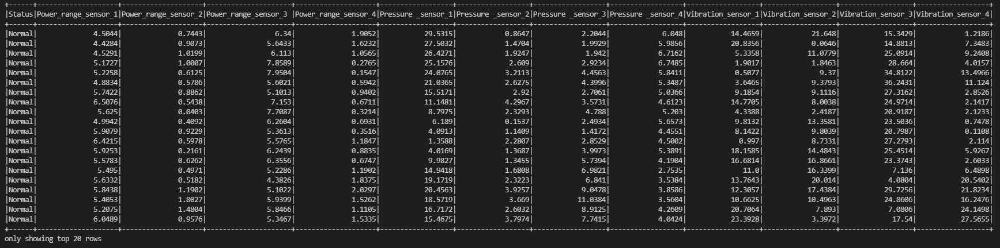 +------+--------------------+--------------------+--------------------+--------------------+------------------+------------------+------------------+------------------+------------------+------------------+------------------+------------------+
|Status|Power_range_sensor_1|Power_range_sensor_2|Power_range_sensor_3 |Power_range_sensor_4|Pressure _sensor_1|Pressure _sensor_2|Pressure _sensor_3|Pressure _sensor_4|Vibration_sensor_1|Vibration_sensor_2|Vibration_sensor_3|Vibration_sensor_4|
+------+--------------------+--------------------+--------------------+--------------------+------------------+------------------+------------------+------------------+------------------+------------------+------------------+------------------+
|Normal| 4.5044| 0.7443| 6.34| 1.9052| 29.5315| 0.8647| 2.2044| 6.048| 14.4659| 21.648| 15.3429| 1.2186|
|Normal| 4.4284| 0.9073| 5.6433| 1.6232| 27.5032| 1.4704| 1.9929| 5.9856| 20.8356| 0.0646| 14.8813| 7.3483|
|Normal| 4.5291| 1.0199| 6.113| 1.0565| 26.4271| 1.9247| 1.942| 6.7162| 5.3358| 11.0779| 25.0914| 9.2408|
|Normal| 5.1727| 1.0007| 7.8589| 0.2765| 25.1576| 2.609| 2.9234| 6.7485| 1.9017| 1.8463| 28.664| 4.0157|
|Normal| 5.2258| 0.6125| 7.9504| 0.1547| 24.0765| 3.2113| 4.4563| 5.8411| 0.5077| 9.37| 34.8122| 13.4966|
|Normal| 4.8834| 0.5786| 5.6021| 0.5942| 21.0365| 2.6275| 4.3996| 5.3487| 3.6465| 9.3793| 36.2431| 11.124|
|Normal| 5.7422| 0.8862| 5.1013| 0.9402| 15.5171| 2.92| 2.7061| 5.0366| 9.1854| 9.1116| 27.3162| 2.8526|
|Normal| 6.5076| 0.5438| 7.153| 0.6711| 11.1481| 4.2967| 3.5731| 4.6123| 14.7705| 8.0038| 24.9714| 2.1417|
|Normal| 5.625| 0.0403| 7.7087| 0.3214| 8.7975| 2.3293| 4.788| 5.203| 4.3388| 2.4187| 20.9187| 2.1233|
|Normal| 4.9942| 0.4092| 6.2604| 0.6931| 6.189| 0.1537| 2.4934| 5.6573| 9.8132| 13.3581| 23.5036| 0.7478|
|Normal| 5.9079| 0.9229| 5.3613| 0.3516| 4.0913| 1.1409| 1.4172| 4.4551| 8.1422| 9.8039| 20.7987| 0.1108|
|Normal| 6.4215| 0.5978| 5.5765| 1.1847| 1.3588| 2.2807| 2.8529| 4.5002| 0.997| 8.7331| 27.2793| 2.114|
|Normal| 5.9253| 0.2161| 6.2439| 0.8835| 4.0169| 1.3687| 3.9973| 5.3891| 18.1585| 14.4843| 25.4514| 5.9267|
|Normal| 5.5783| 0.6262| 6.3556| 0.6747| 9.9827| 1.3455| 5.7394| 4.1904| 16.6814| 16.8661| 23.3743| 2.6033|
|Normal| 5.495| 0.4971| 5.2286| 1.1902| 14.9418| 1.6808| 6.9821| 2.7535| 11.0| 16.3399| 7.136| 6.4898|
|Normal| 5.6332| 0.5182| 4.3826| 1.8375| 19.1719| 2.3223| 6.841| 3.5384| 13.7643| 20.014| 4.0804| 20.5402|
|Normal| 5.8438| 1.1902| 5.1022| 2.0297| 20.4563| 3.9257| 9.0478| 3.8586| 12.3057| 17.4384| 29.7256| 21.8234|
|Normal| 5.4053| 1.8027| 5.9399| 1.5262| 18.5719| 3.669| 11.0384| 3.5604| 10.6625| 10.4963| 24.8606| 16.2476|
|Normal| 5.2075| 1.4804| 5.8466| 1.1105| 16.7172| 2.6032| 8.9125| 4.2609| 20.7064| 7.893| 7.0806| 24.1498|
|Normal| 6.0489| 0.9576| 5.3467| 1.5335| 15.4675| 3.7974| 7.7415| 4.0424| 23.3928| 3.3972| 17.54| 27.5655|
+------+--------------------+--------------------+--------------------+--------------------+------------------+------------------+------------------+------------------+------------------+------------------+------------------+------------------+
only showing top 20 rows